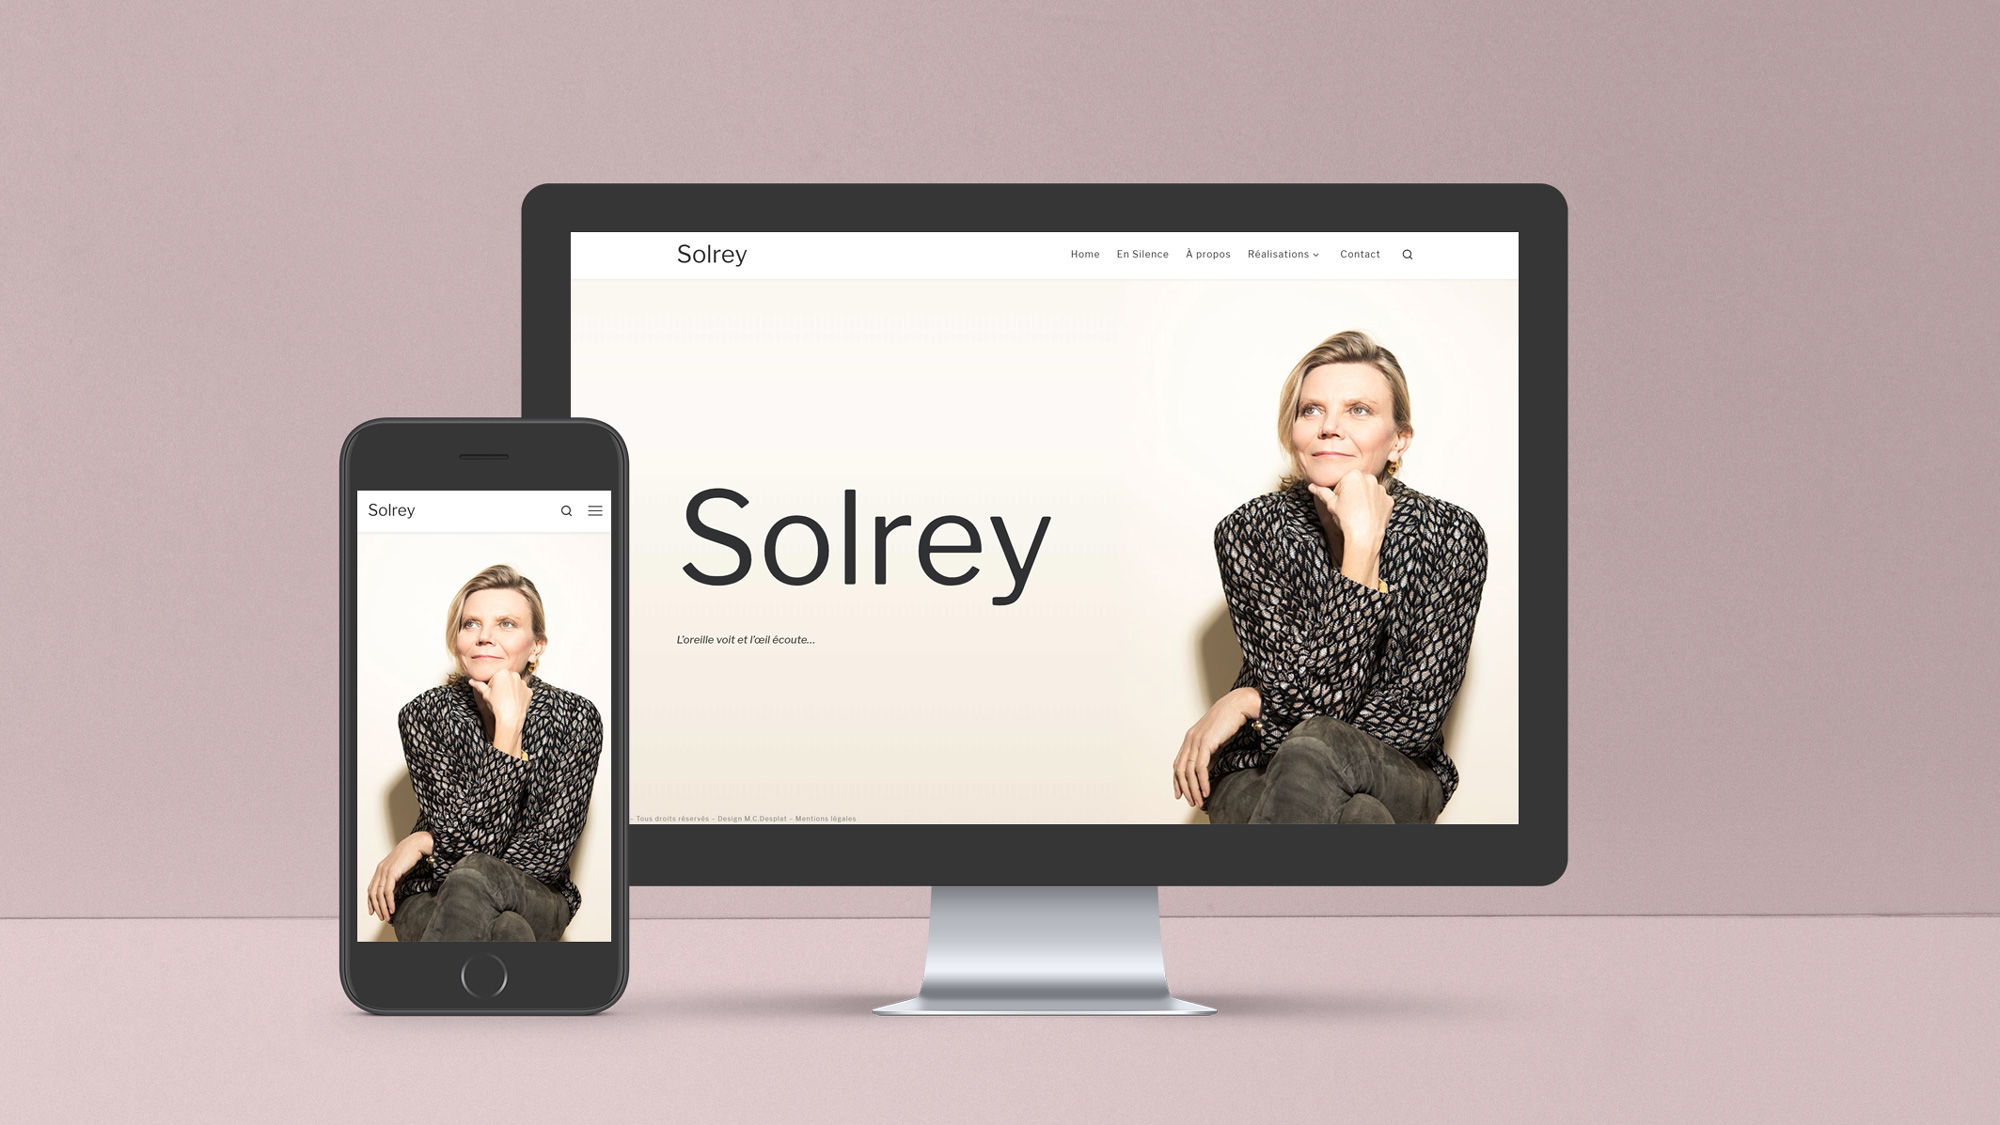 Solrey
Home En Silence À propos Réalisations Contact
Solrey
L'oreille voit et l'œil écoute...
– Tous droits réservés – Design M.C.Desplat – Mentions légales
Solrey